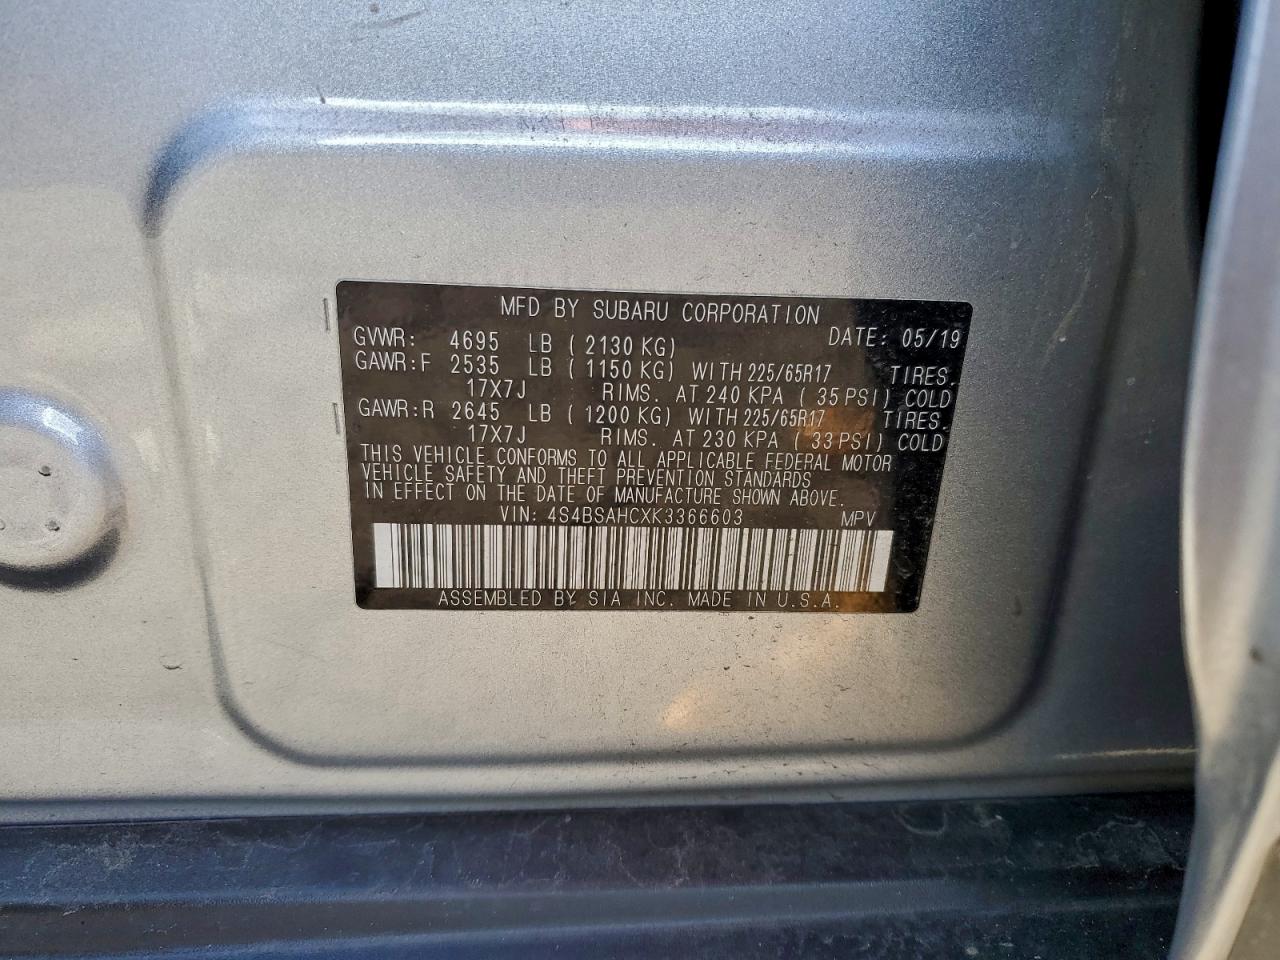 MFD BY SUBARU CORPORATION
GVWR: 4695 LB ( 2130 KG) DATE: 05/19
GAWR:F 2535 LB ( 1150 KG) WITH 225/65R17 TIRES.
17X7J RIMS. AT 240 KPA ( 35 PSI) COLD
GAWR:R 2645 LB ( 1200 KG) WITH 225/65R17 TIRES.
17X7J RIMS. AT 230 KPA ( 33 PSI) COLD
THIS VEHICLE CONFORMS TO ALL APPLICABLE FEDERAL MOTOR
VEHICLE SAFETY AND THEFT PREVENTION STANDARDS
IN EFFECT ON THE DATE OF MANUFACTURE SHOWN ABOVE.
VIN: 4S4BSAHCXK3366603 MPV
ASSEMBLED BY SIA INC. MADE IN U.S.A.